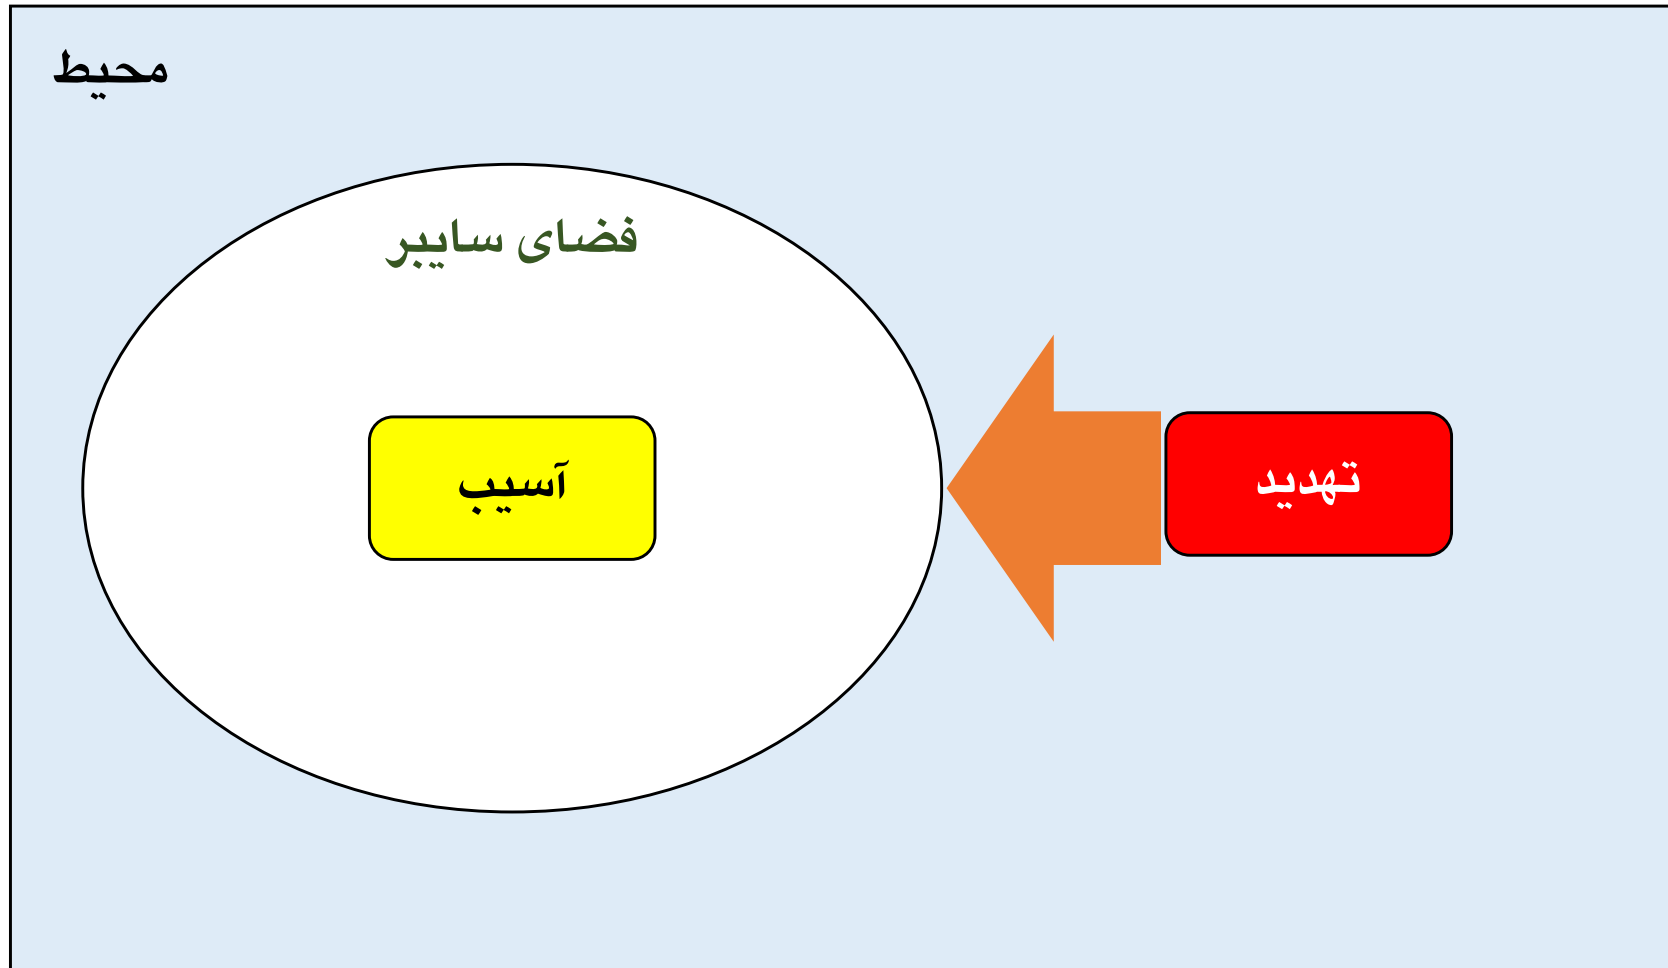 محیط
فضای سایبر
تهدید
آسیب